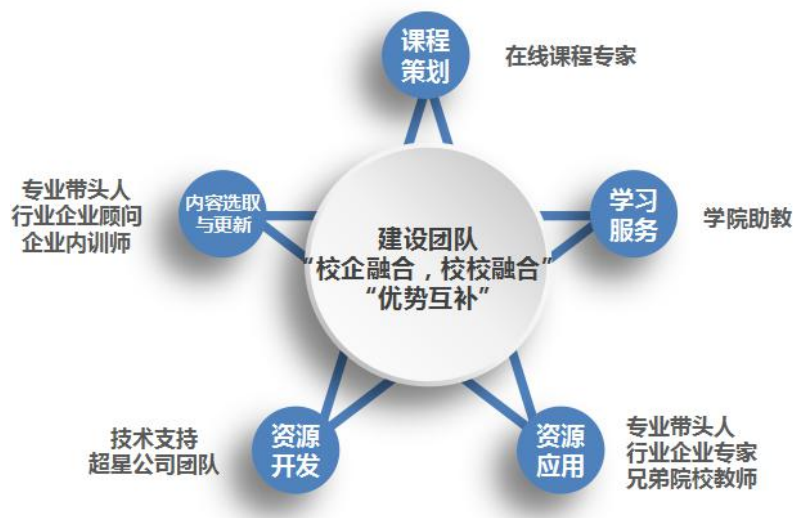 课程
策划
在线课程专家
专业带头人
行业企业顾问
企业内训师
内容选取
与更新
学习
服务
学院助教
建设团队
“校企融合，校校融合”
“优势互补”
技术支持
超星公司团队
资源
开发
资源
应用
专业带头人
行业企业专家
兄弟院校教师